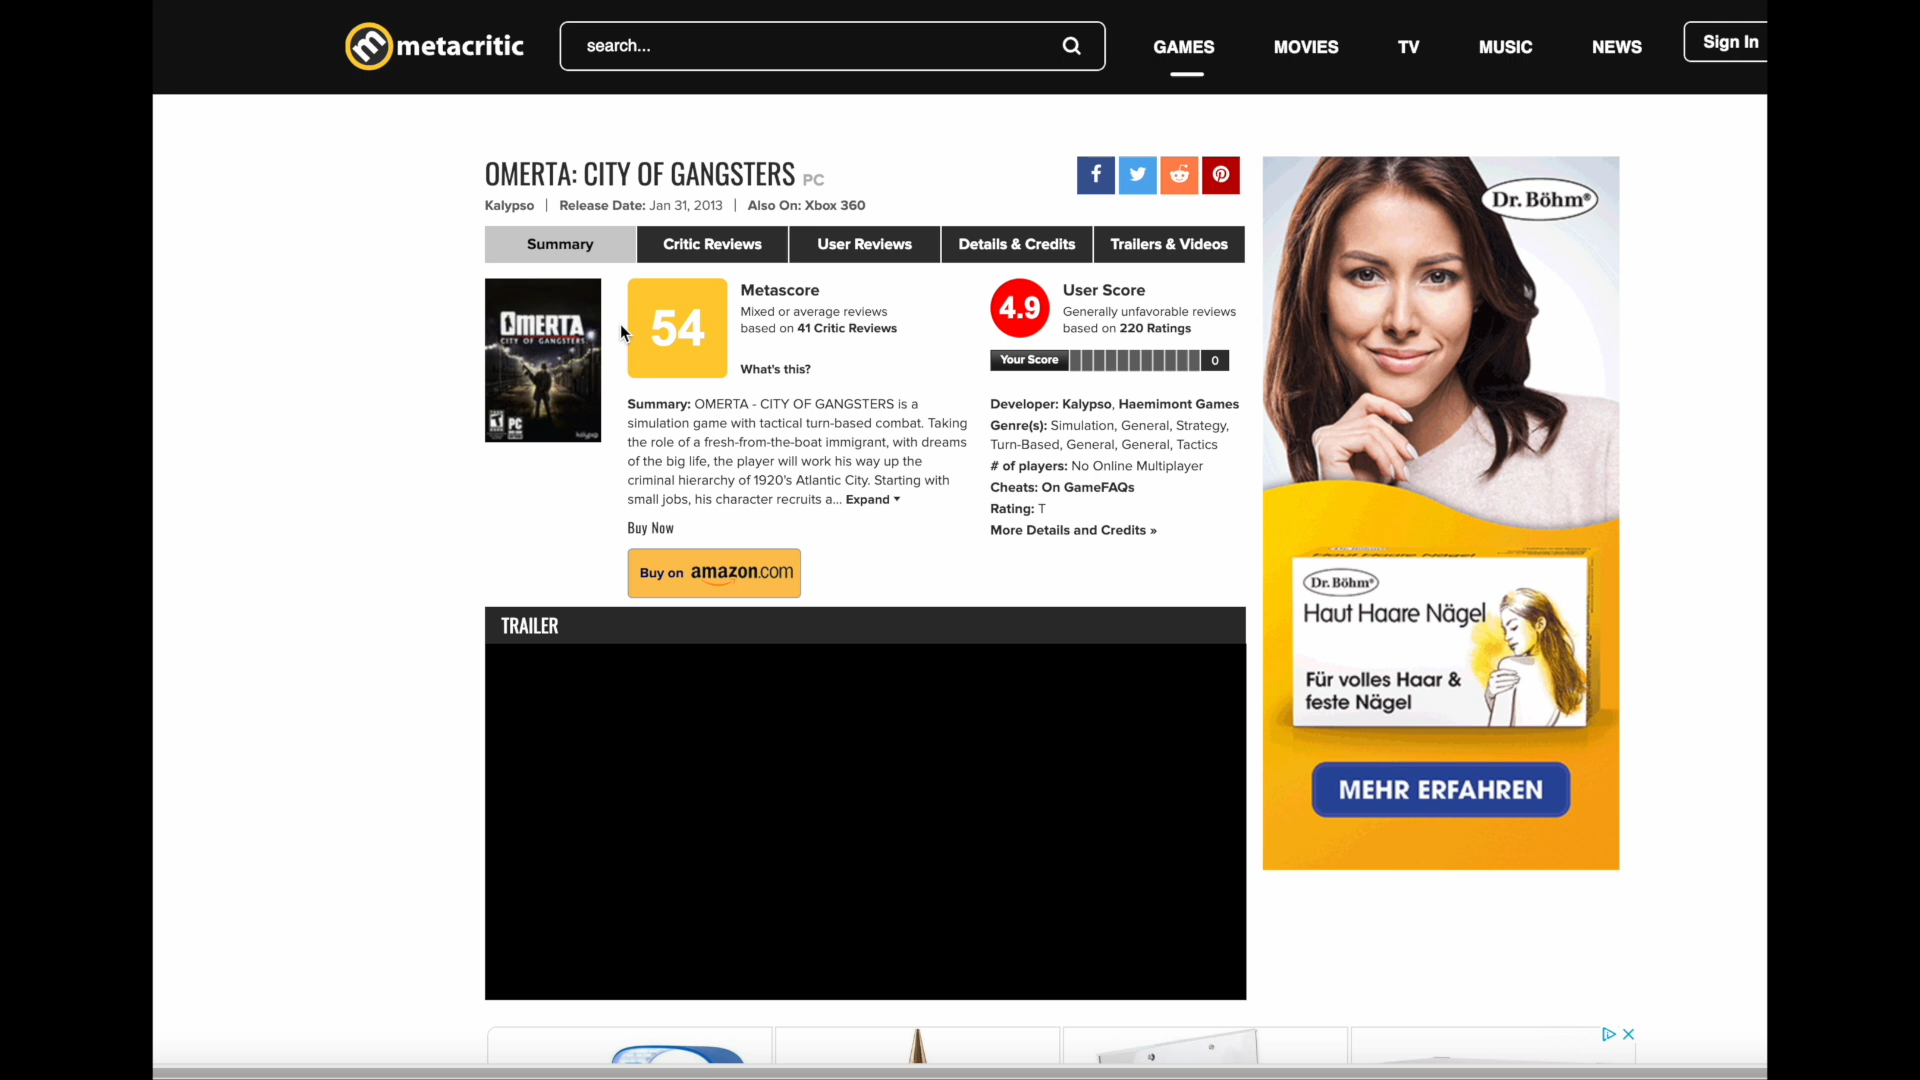 metacritic
search...
GAMES
MOVIES
TV
MUSIC
NEWS
Sign In
OMERTA: CITY OF GANGSTERS PC
Kalypso | Release Date: Jan 31, 2013 | Also On: Xbox 360
Summary
Critic Reviews
User Reviews
Details & Credits
Trailers & Videos
OMERTA
CITY OF GANGSTERS
PC
54
Metascore
Mixed or average reviews
based on 41 Critic Reviews
What's this?
4.9
User Score
Generally unfavorable reviews
based on 220 Ratings
Your Score
0
Summary: OMERTA - CITY OF GANGSTERS is a
simulation game with tactical turn-based combat. Taking
the role of a fresh-from-the-boat immigrant, with dreams
of the big life, the player will work his way up the
criminal hierarchy of 1920's Atlantic City. Starting with
small jobs, his character recruits a... Expand
Buy Now
Buy on amazon.com
Developer: Kalypso, Haemimont Games
Genre(s): Simulation, General, Strategy,
Turn-Based, General, General, Tactics
# of players: No Online Multiplayer
Cheats: On GameFAQs
Rating: T
More Details and Credits »
TRAILER
Dr. Böhm®
Dr. Böhm®
Haut Haare Nägel
Für volles Haar &
feste Nägel
MEHR ERFAHREN